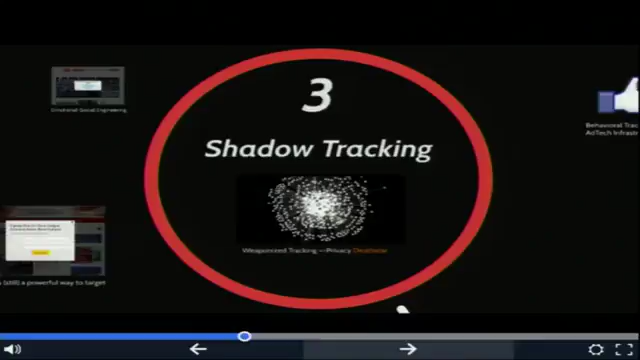 3
Shadow Tracking
Emotional Social Engineering
Behavioral Trac
AdTech Infrastr
Weaponized Tracking —Privacy Deathstar
(still) a powerful way to target